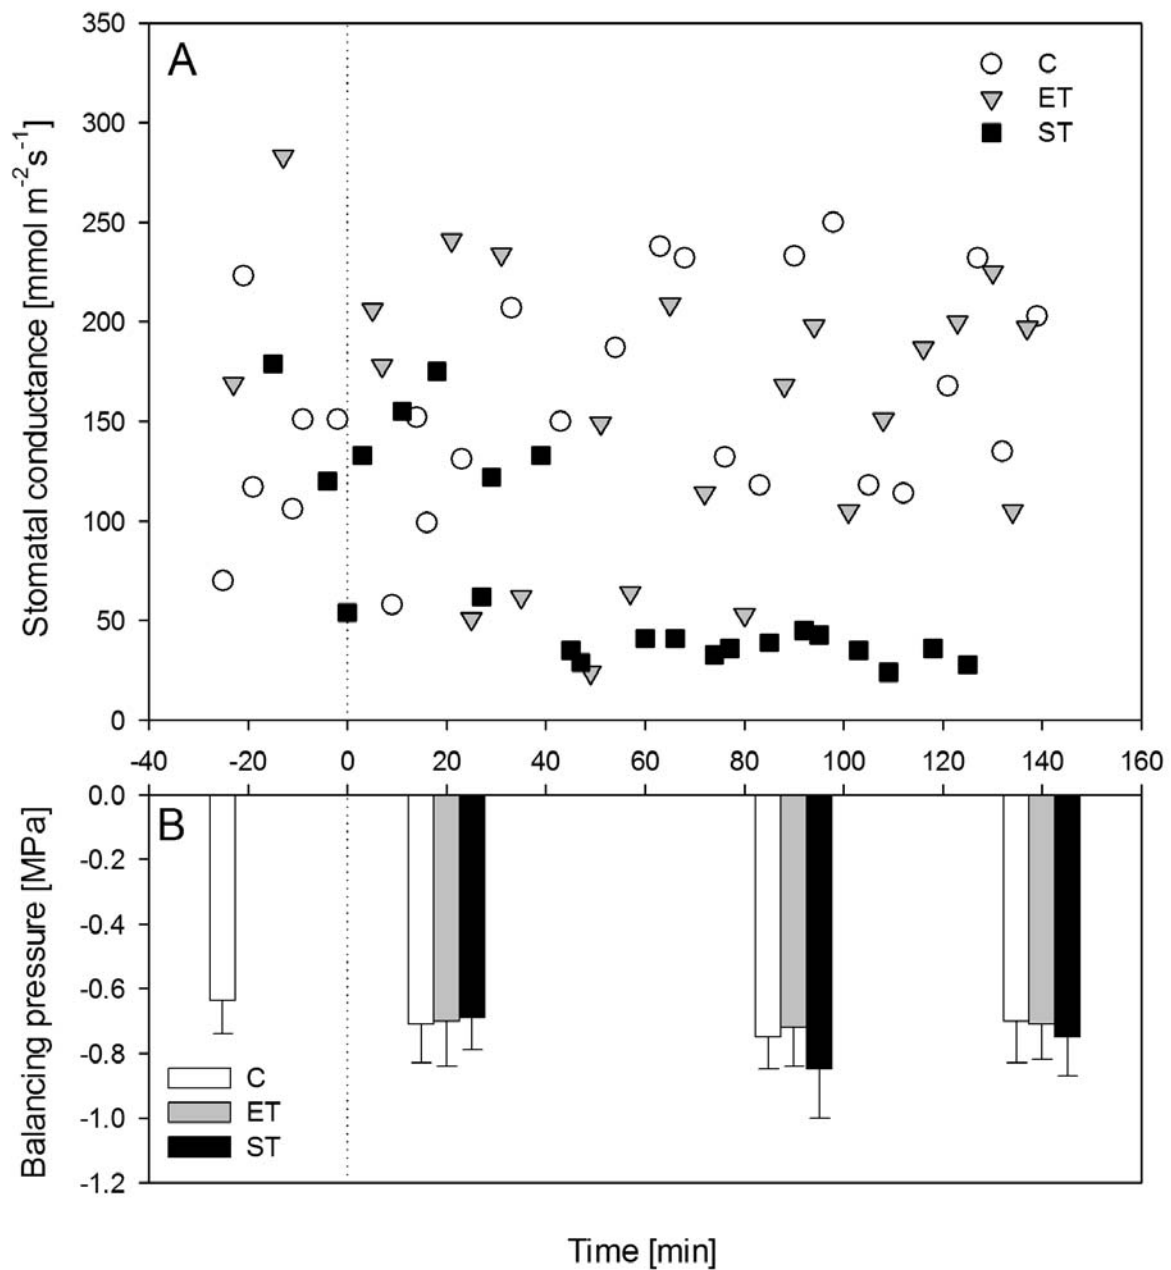 350
A
C
300
ET
ST
250
200
150
100
50
0
-40 -20 0 20 40 60 80 100 120 140 160
Stomatal conductance [mmol m-2s-1]
0.0
B
-0.2
-0.4
-0.6
-0.8
C
-1.0
ET
ST
-1.2
Balancing pressure [MPa]
Time [min]